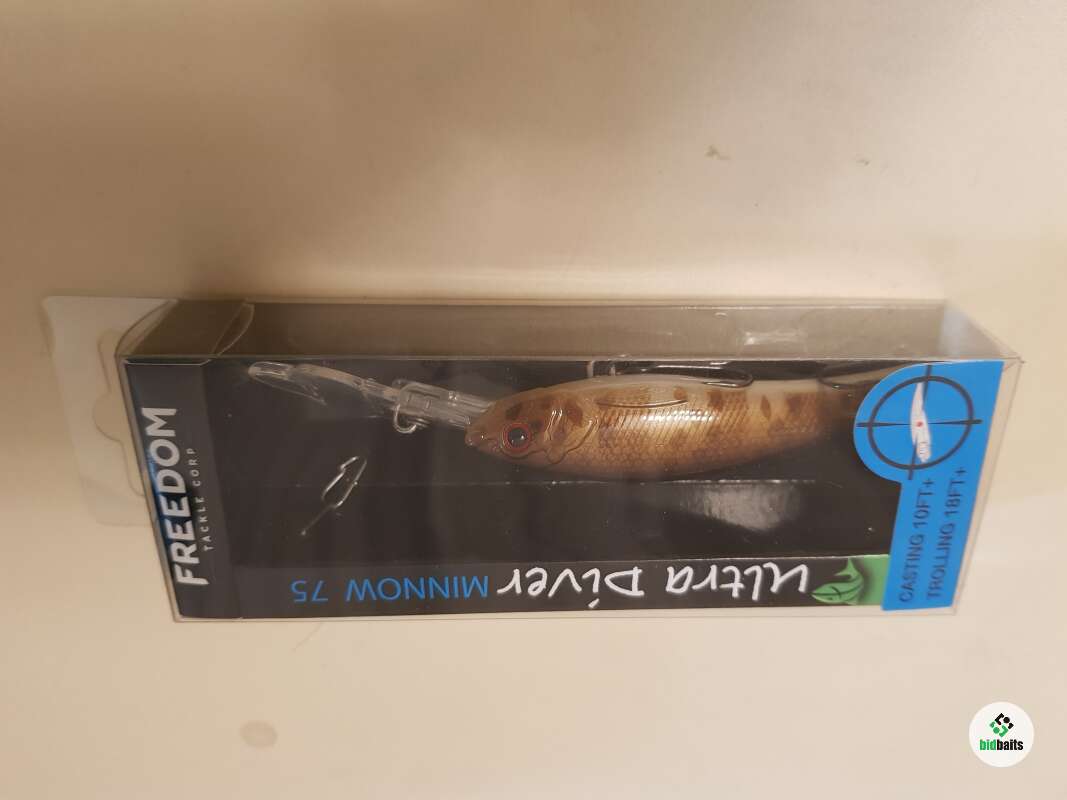 FREEDOM
TACKLE CORP
Ultra Diver
MINNOW 75
CASTING 10FT+
TROLLING 18FT+
bidbaits